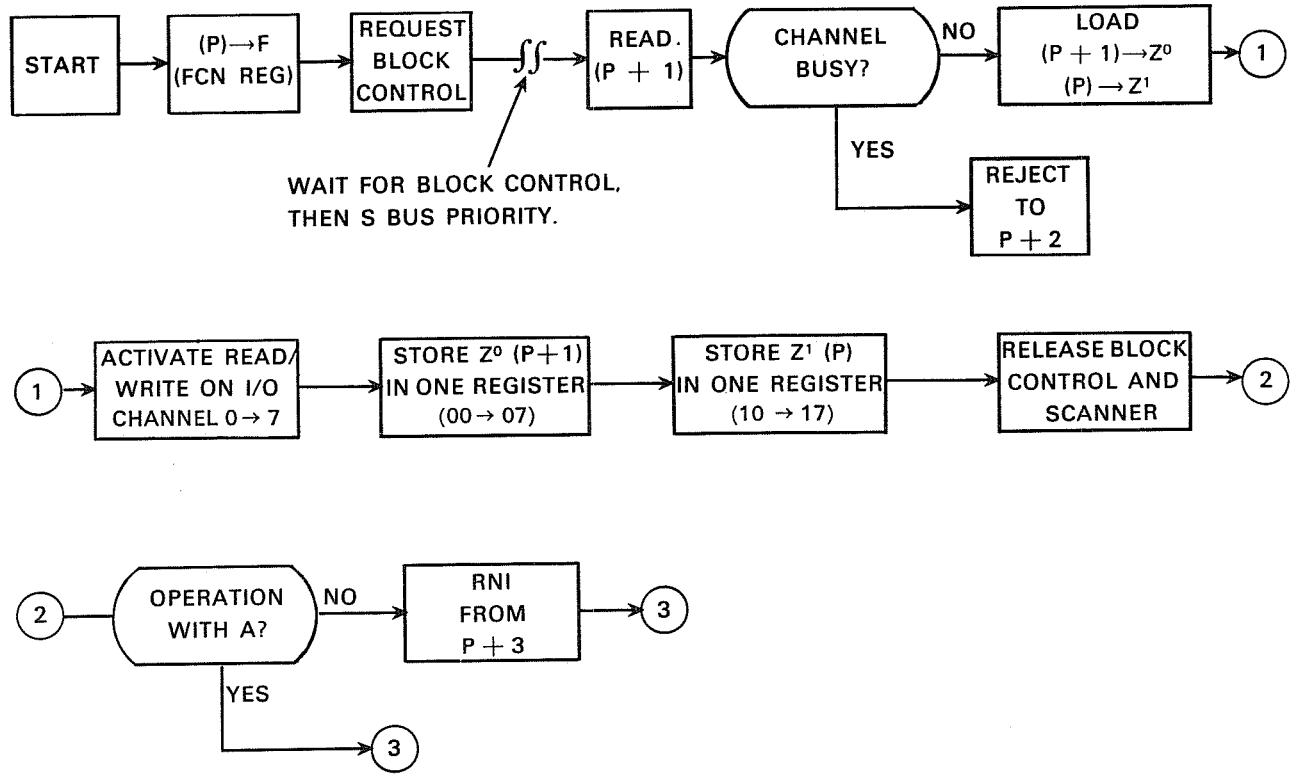 START
(P)→F
(FCN REG)
REQUEST
BLOCK
CONTROL
READ.
(P + 1)
CHANNEL
BUSY?
NO
LOAD
(P + 1)→Z⁰
(P)→Z¹
1
WAIT FOR BLOCK CONTROL,
THEN S BUS PRIORITY.
YES
REJECT
TO
P + 2
1
ACTIVATE READ/
WRITE ON I/O
CHANNEL 0→7
STORE Z⁰ (P+1)
IN ONE REGISTER
(00→07)
STORE Z¹ (P)
IN ONE REGISTER
(10→17)
RELEASE BLOCK
CONTROL AND
SCANNER
2
2
OPERATION
WITH A?
NO
RNI
FROM
P + 3
3
YES
3